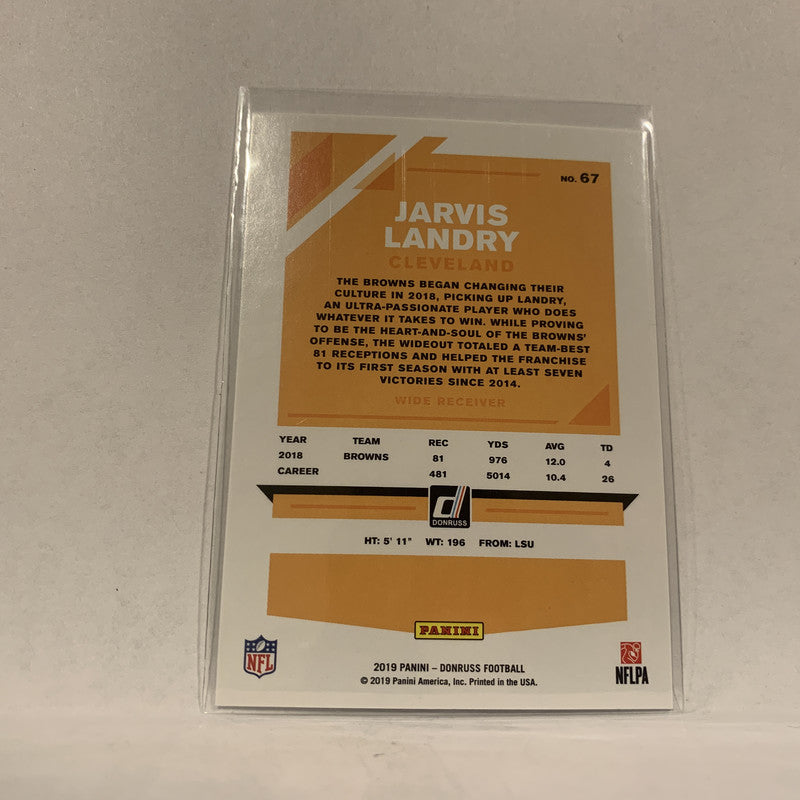 NO. 67
JARVIS
LANDRY
CLEVELAND
THE BROWNS BEGAN CHANGING THEIR
CULTURE IN 2018, PICKING UP LANDRY,
AN ULTRA-PASSIONATE PLAYER WHO DOES
WHATEVER IT TAKES TO WIN. WHILE PROVING
TO BE THE HEART-AND-SOUL OF THE BROWNS'
OFFENSE, THE WIDEOUT TOTALED A TEAM-BEST
81 RECEPTIONS AND HELPED THE FRANCHISE
TO ITS FIRST SEASON WITH AT LEAST SEVEN
VICTORIES SINCE 2014.
WIDE RECEIVER
YEAR TEAM REC YDS AVG TD
2018 BROWNS 81 976 12.0 4
CAREER 481 5014 10.4 26
d
DONRUSS
HT: 5' 11" WT: 196 FROM: LSU
PANINI
NFL
2019 PANINI – DONRUSS FOOTBALL
© 2019 Panini America, Inc. Printed in the USA.
NFLPA